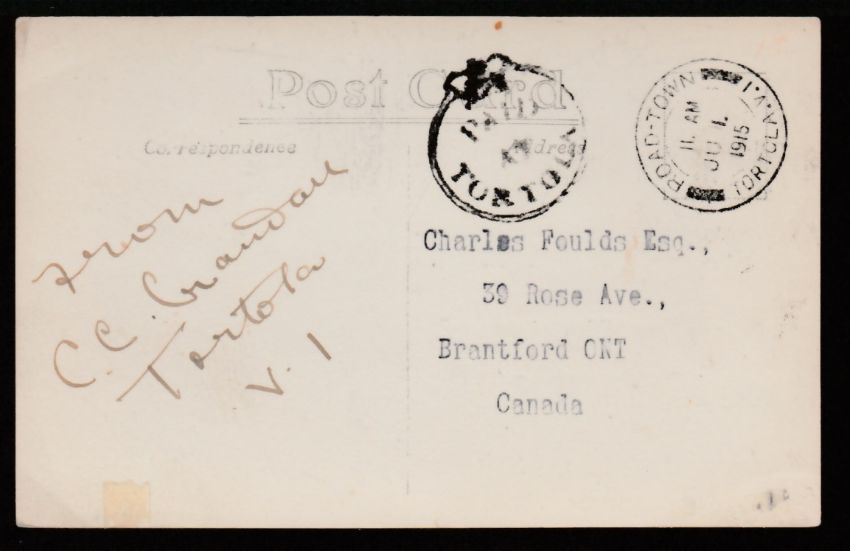 Post Card
Correspondence
Address
PAID
AT
TORTOLA
ROAD-TOWN
11 AM
JU 1
1915
TORTOLA.V.I.
From
C.C. Crandall
Tortola
V. I
Charles Foulds Esq.,
39 Rose Ave.,
Brantford ONT
Canada